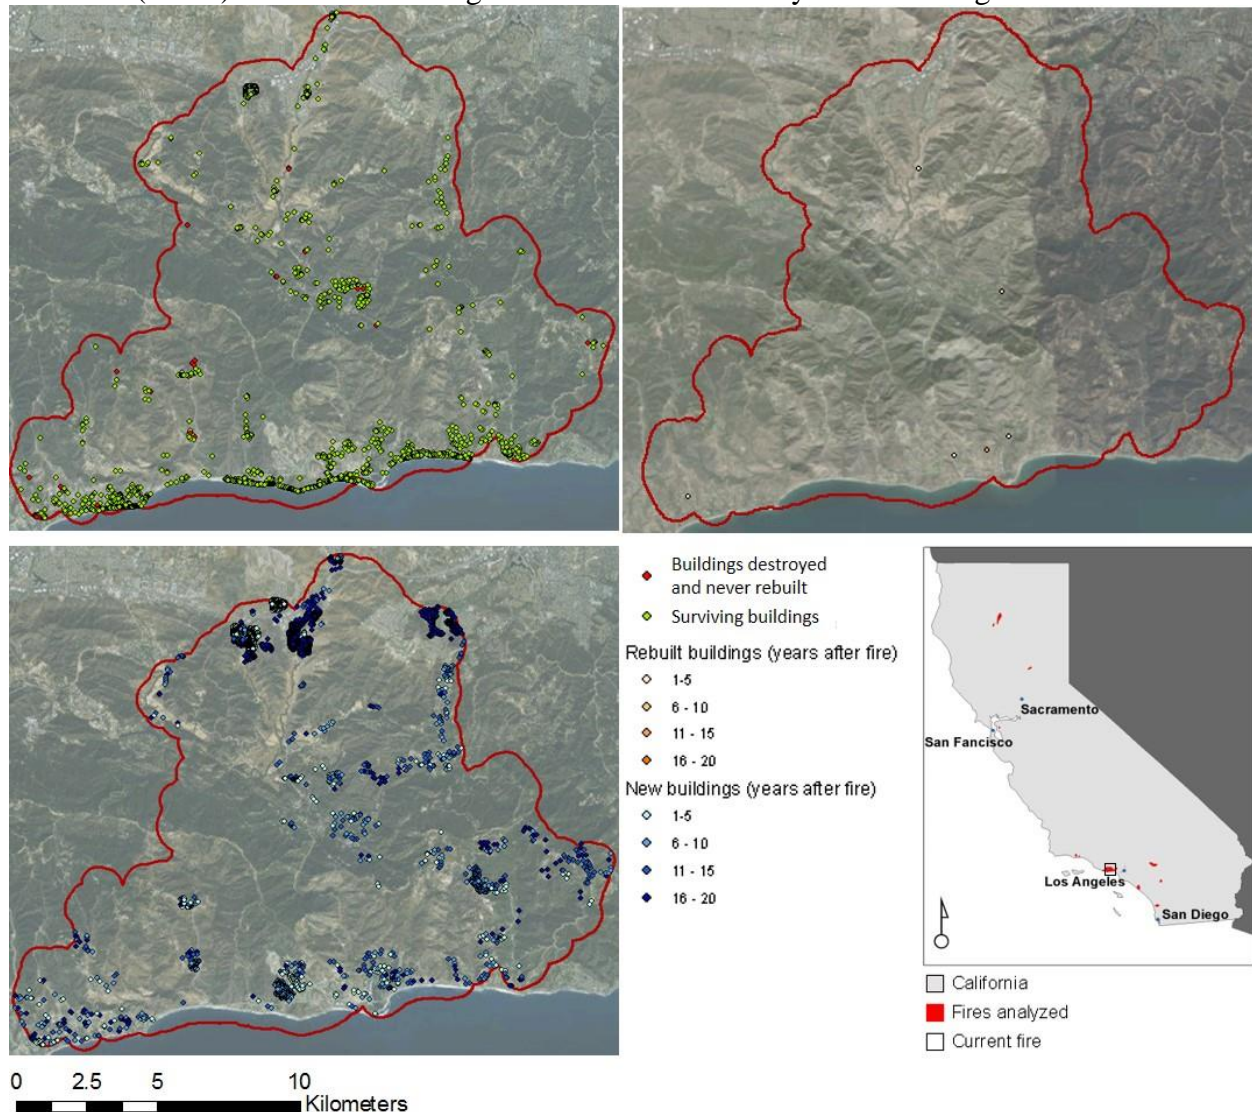 Buildings destroyed
and never rebuilt
Surviving buildings
Rebuilt buildings (years after fire)
1-5
6 - 10
11 - 15
16 - 20
New buildings (years after fire)
1-5
6 - 10
11 - 15
16 - 20
Sacramento
San Fancisco
Los Angeles
San Diego
California
Fires analyzed
Current fire
0 2.5 5 10
Kilometers